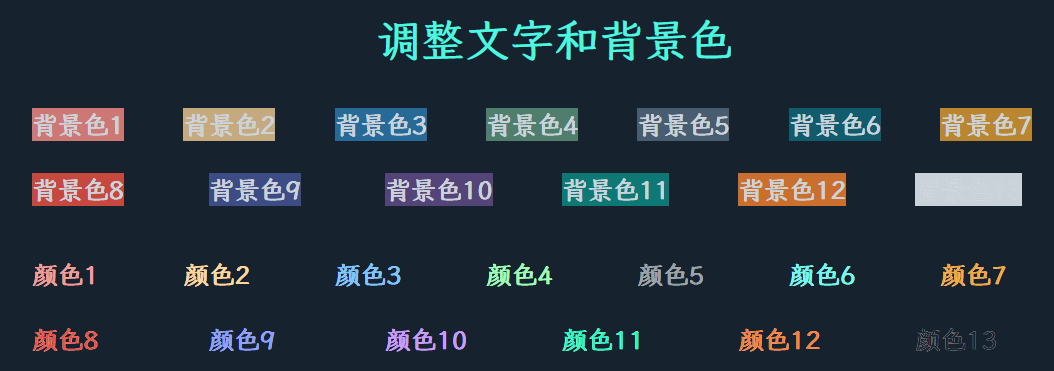 调整文字和背景色
背景色1 背景色2 背景色3 背景色4 背景色5 背景色6 背景色7
背景色8 背景色9 背景色10 背景色11 背景色12
颜色1 颜色2 颜色3 颜色4 颜色5 颜色6 颜色7
颜色8 颜色9 颜色10 颜色11 颜色12 颜色13